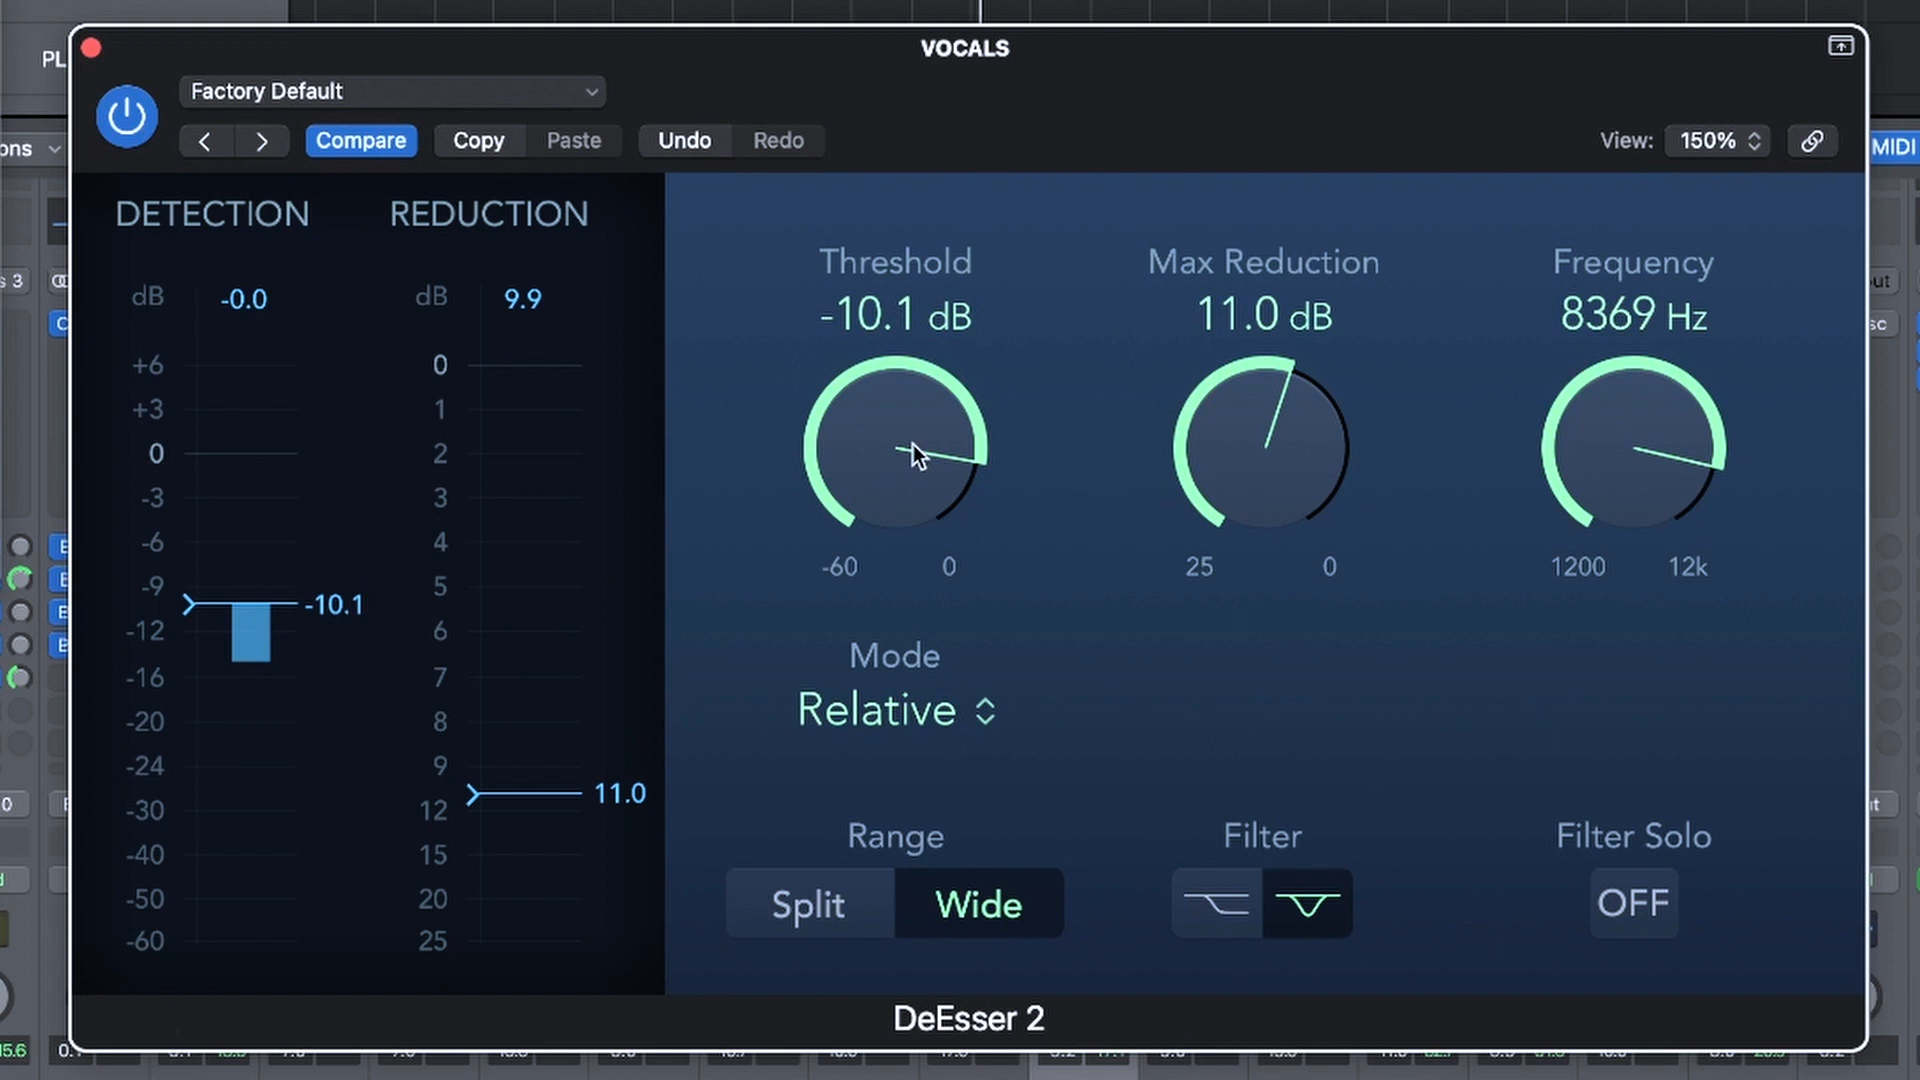 VOCALS
PL
Factory Default
Compare
Copy
Paste
Undo
Redo
View:
150%
ons
MIDI
DETECTION
REDUCTION
dB
-0.0
dB
9.9
+6
+3
0
-3
-6
-9
-12
-16
-20
-24
-30
-40
-50
-60
-10.1
0
1
2
3
4
5
6
7
8
9
12
15
20
25
11.0
Threshold
-10.1 dB
-60
0
Max Reduction
11.0 dB
25
0
Frequency
8369 Hz
1200
12k
Mode
Relative
Range
Split
Wide
Filter
Filter Solo
OFF
DeEsser 2
s 3